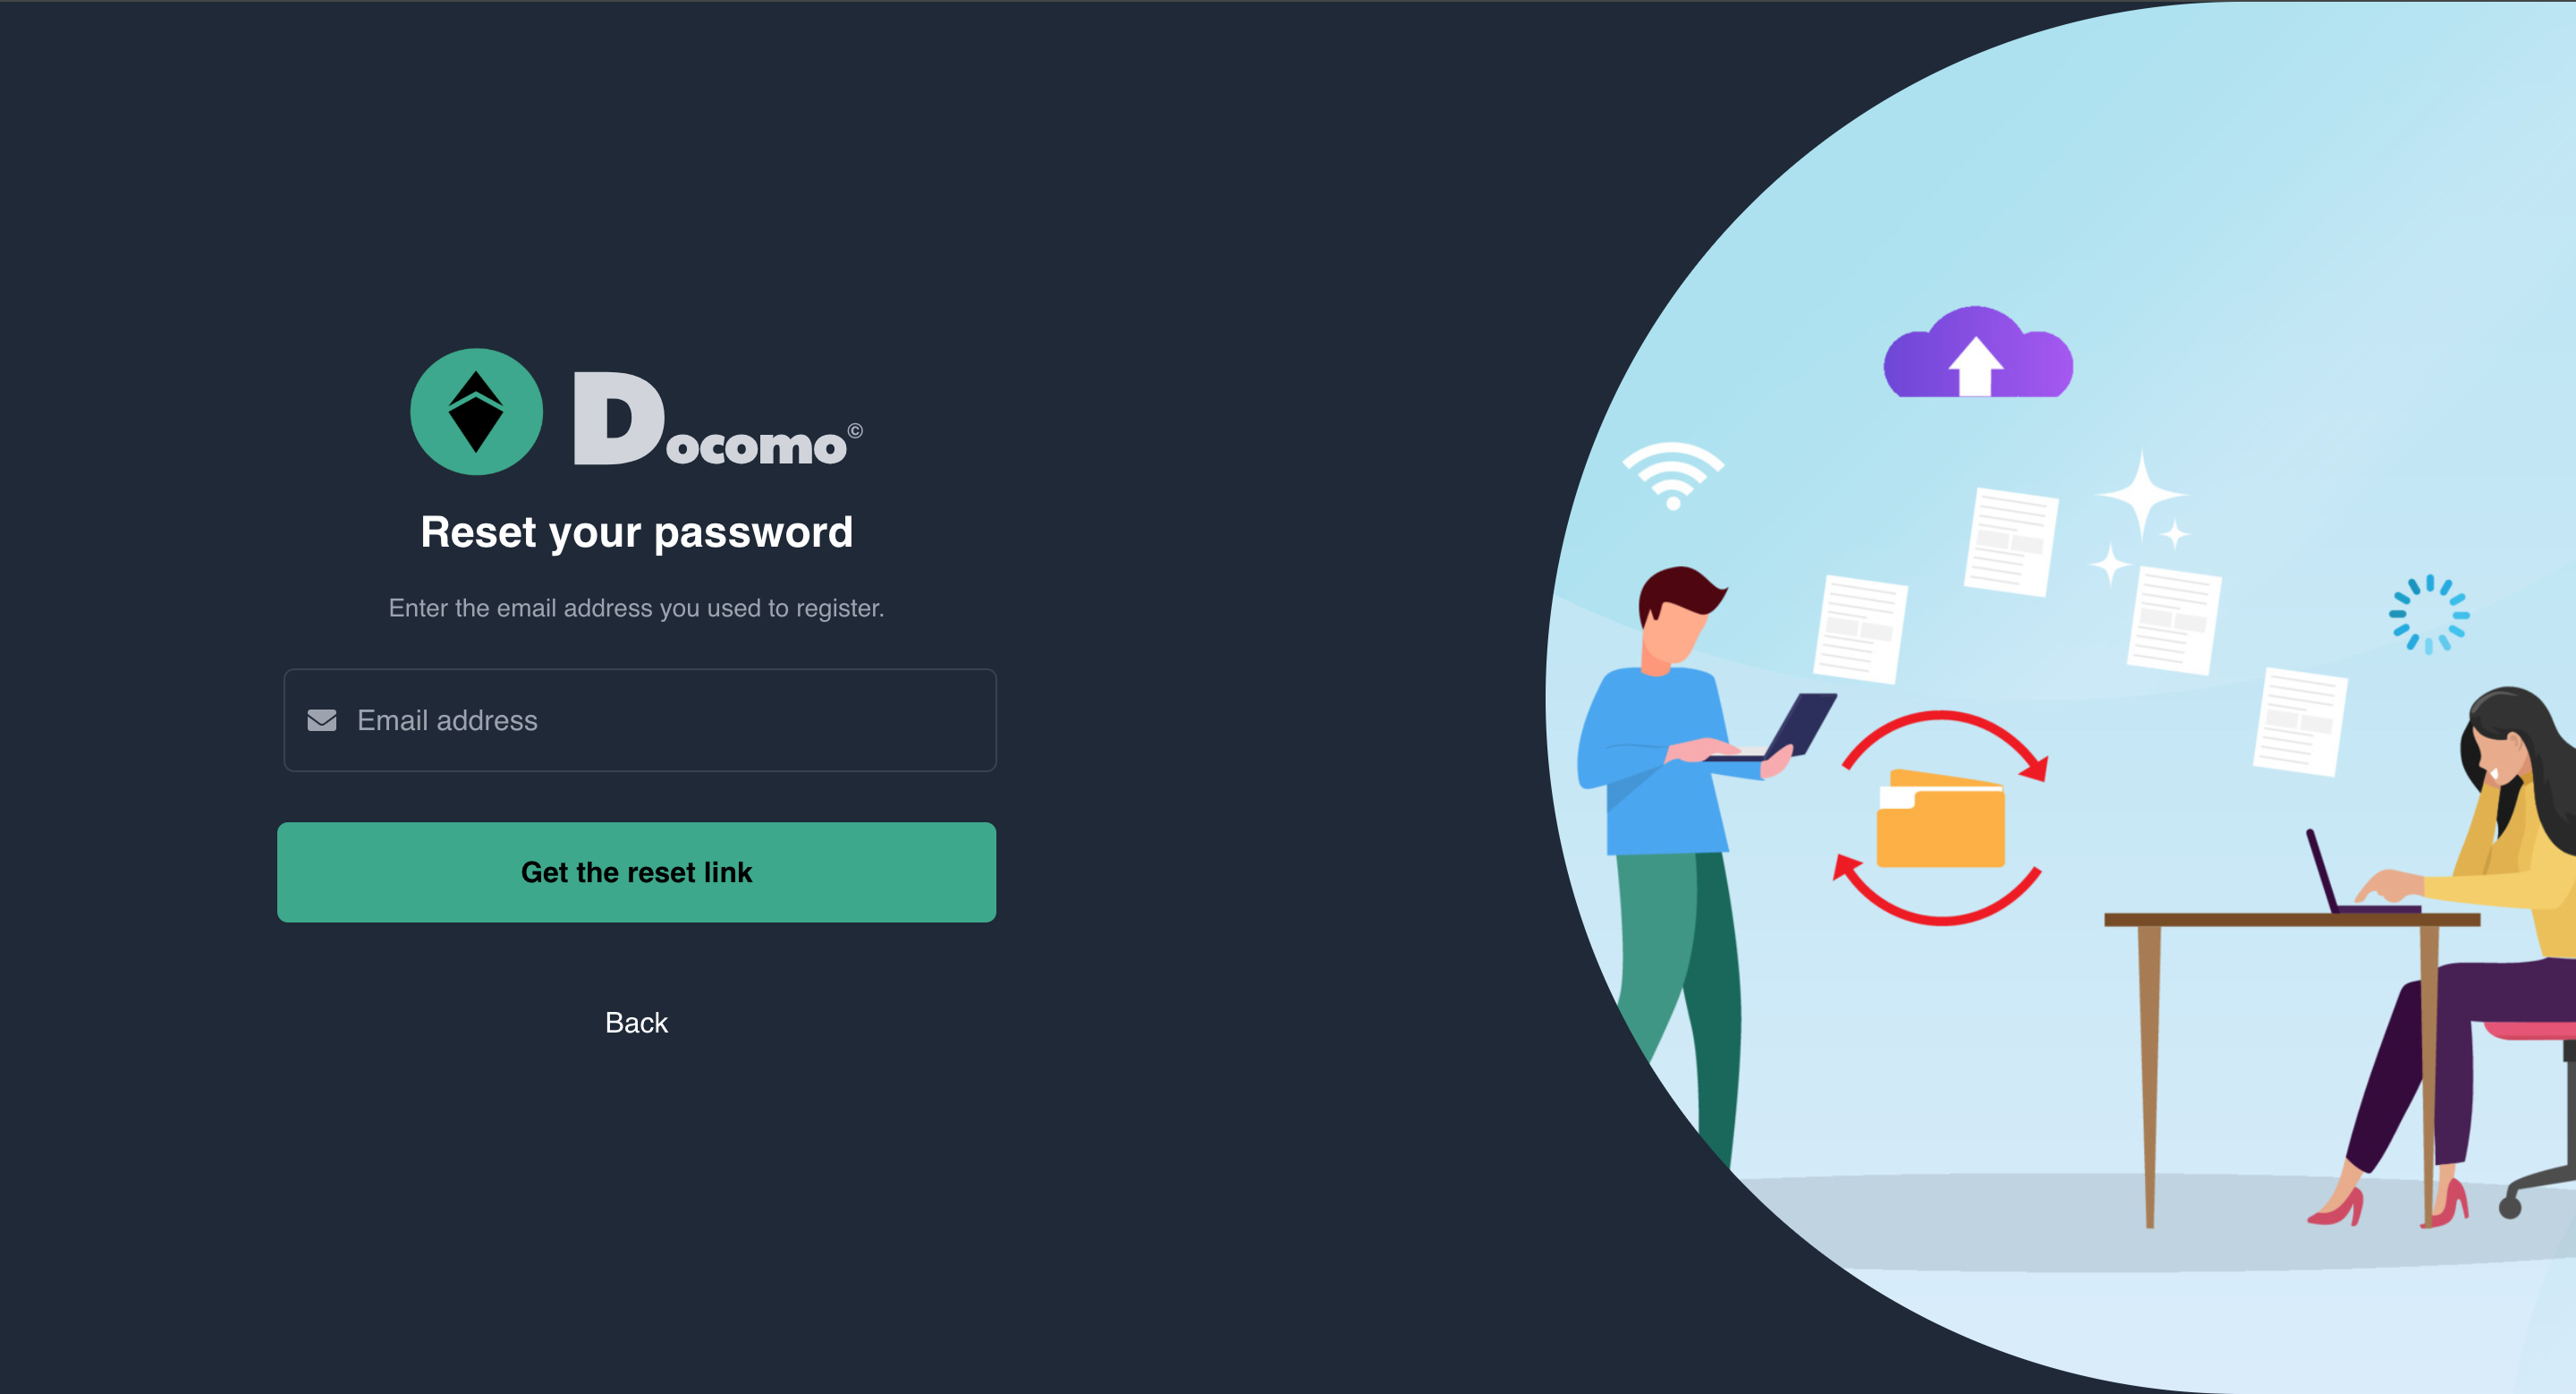 Docomo©
Reset your password
Enter the email address you used to register.
Email address
Get the reset link
Back